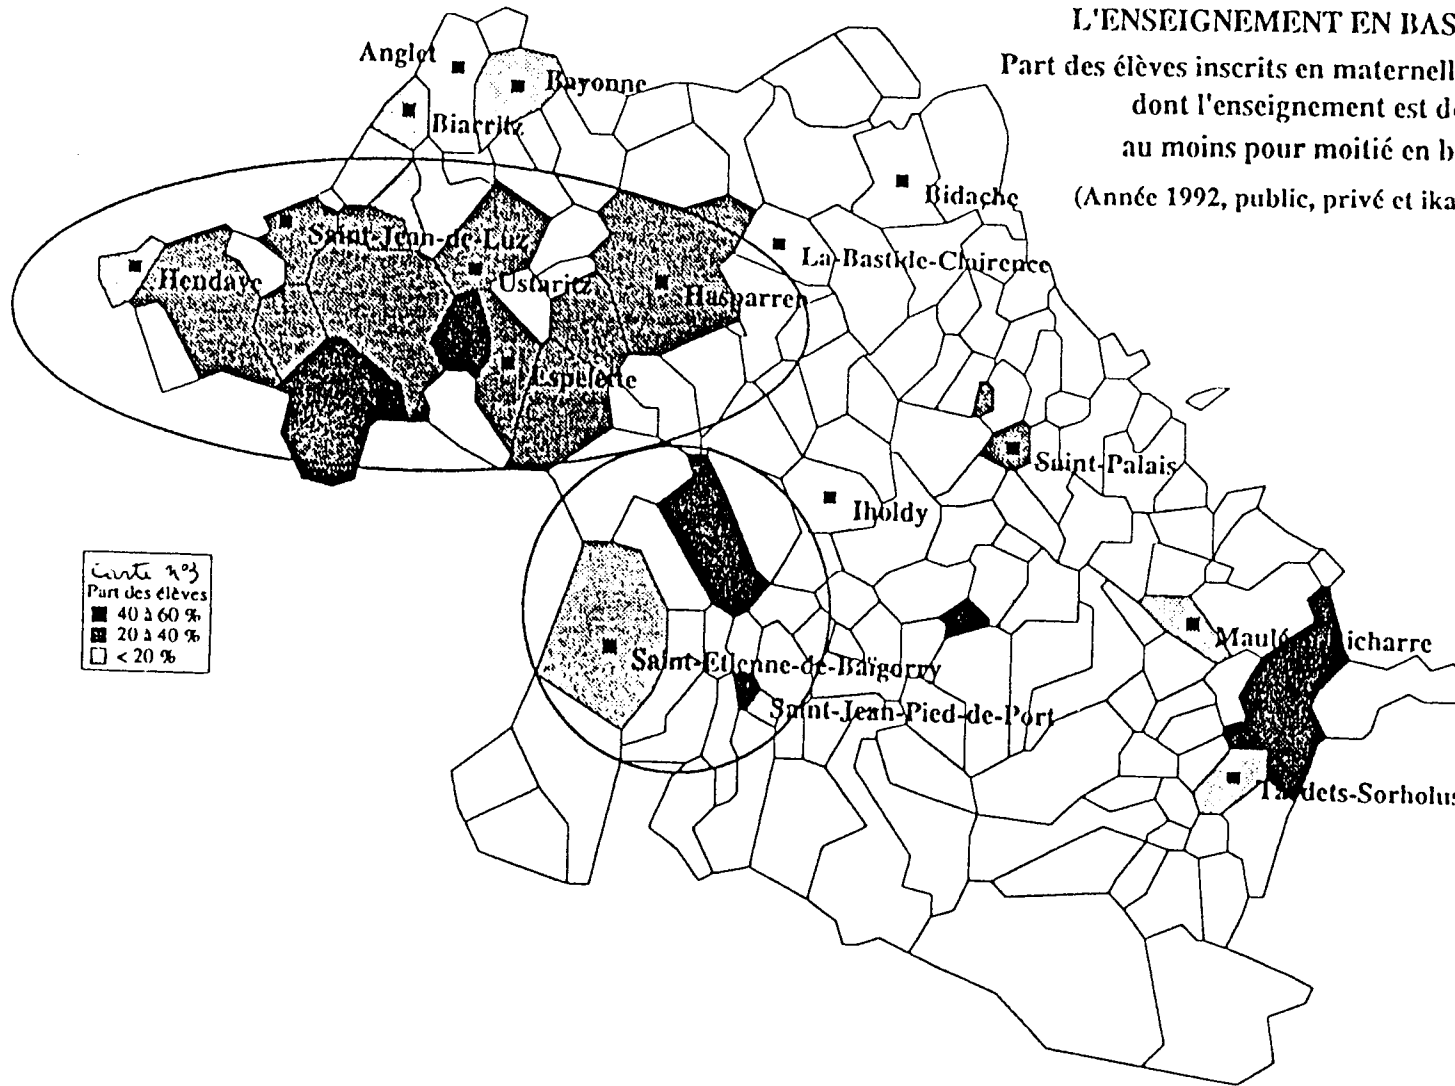 L'ENSEIGNEMENT EN BAS
Part des élèves inscrits en maternell
dont l'enseignement est d
au moins pour moitié en b
(Année 1992, public, privé et ika
Anglet
Bayonne
Biarritz
Bidache
Saint-Jean-de-Luz
La-Bastide-Clairence
Hendaye
Ustaritz
Hasparren
Espelette
Saint-Palais
Iholdy
Carte n°3
Part des élèves
40 à 60 %
20 à 40 %
< 20 %
Mauléon-Licharre
Saint-Etienne-de-Baïgorry
Saint-Jean-Pied-de-Port
Tardets-Sorholus